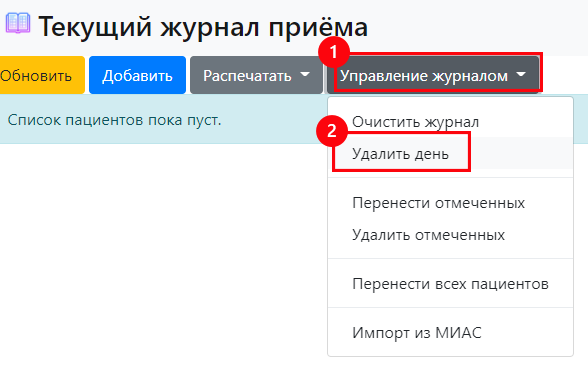 Текущий журнал приёма
1
Обновить Добавить Распечатать Управление журналом
Список пациентов пока пуст.
Очистить журнал
2
Удалить день
Перенести отмеченных
Удалить отмеченных
Перенести всех пациентов
Импорт из МИАС